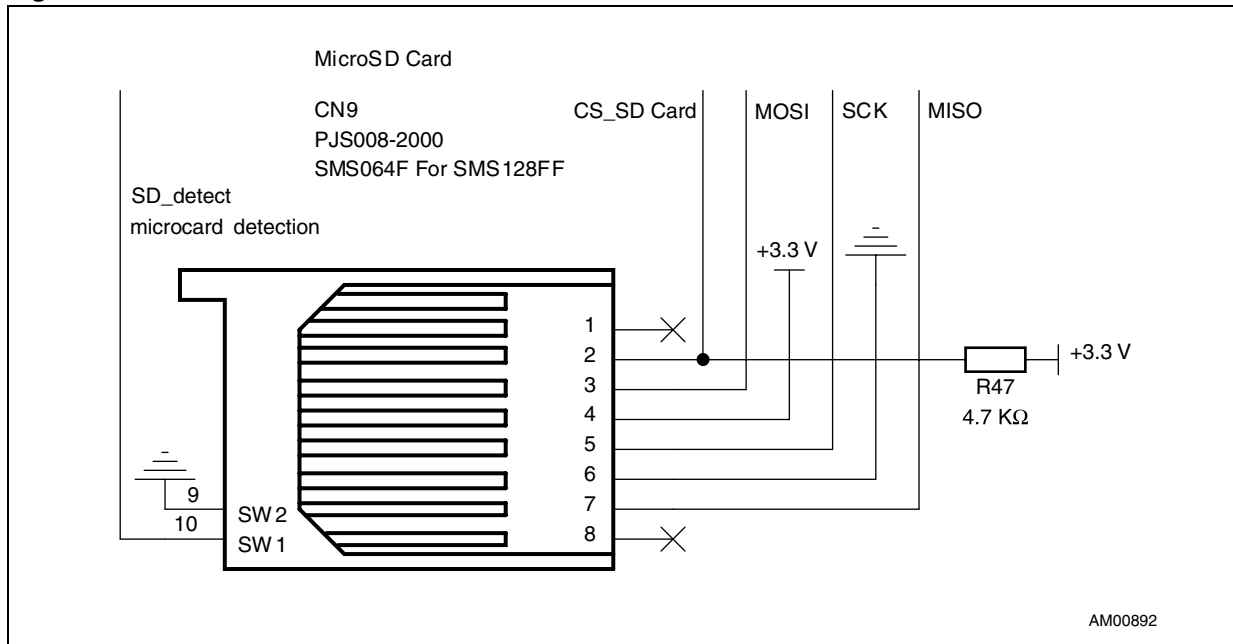 MicroSD Card
CN9
PJS008-2000
SMS064F For SMS128FF
CS_SD Card
MOSI
SCK
MISO
SD_detect
microcard detection
+3.3 V
1
2
3
4
5
6
7
8
+3.3 V
R47
4.7 KΩ
9
10
SW2
SW1
AM00892